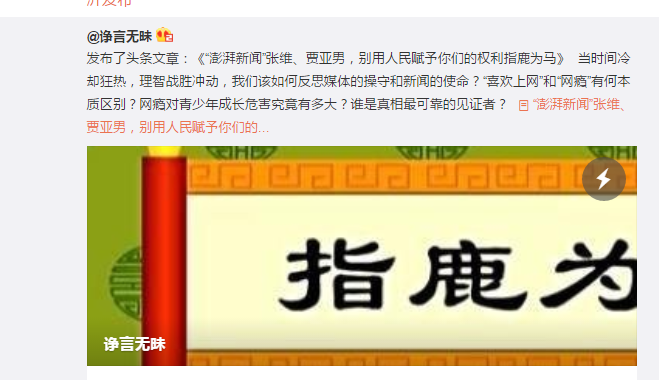 沂发布
@诤言无昧
发布了头条文章：《“澎湃新闻”张维、贾亚男，别用人民赋予你们的权利指鹿为马》 当时间冷
却狂热，理智战胜冲动，我们该如何反思媒体的操守和新闻的使命？“喜欢上网”和“网瘾”有何本
质区别？网瘾对青少年成长危害究竟有多大？谁是真相最可靠的见证者？ “澎湃新闻”张维、
贾亚男，别用人民赋予你们的...
指鹿为
诤言无昧